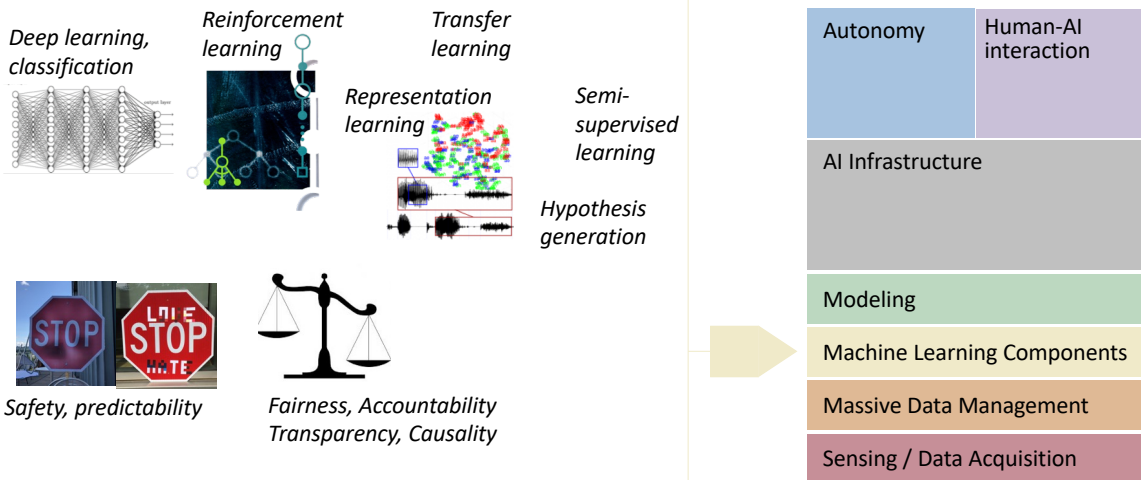 Deep learning,
classification
output layer
Reinforcement
learning
Transfer
learning
Representation
learning
Semi-
supervised
learning
Hypothesis
generation
STOP
LOVE
STOP
HATE
Safety, predictability
Fairness, Accountability
Transparency, Causality
Autonomy
Human-AI
interaction
AI Infrastructure
Modeling
Machine Learning Components
Massive Data Management
Sensing / Data Acquisition